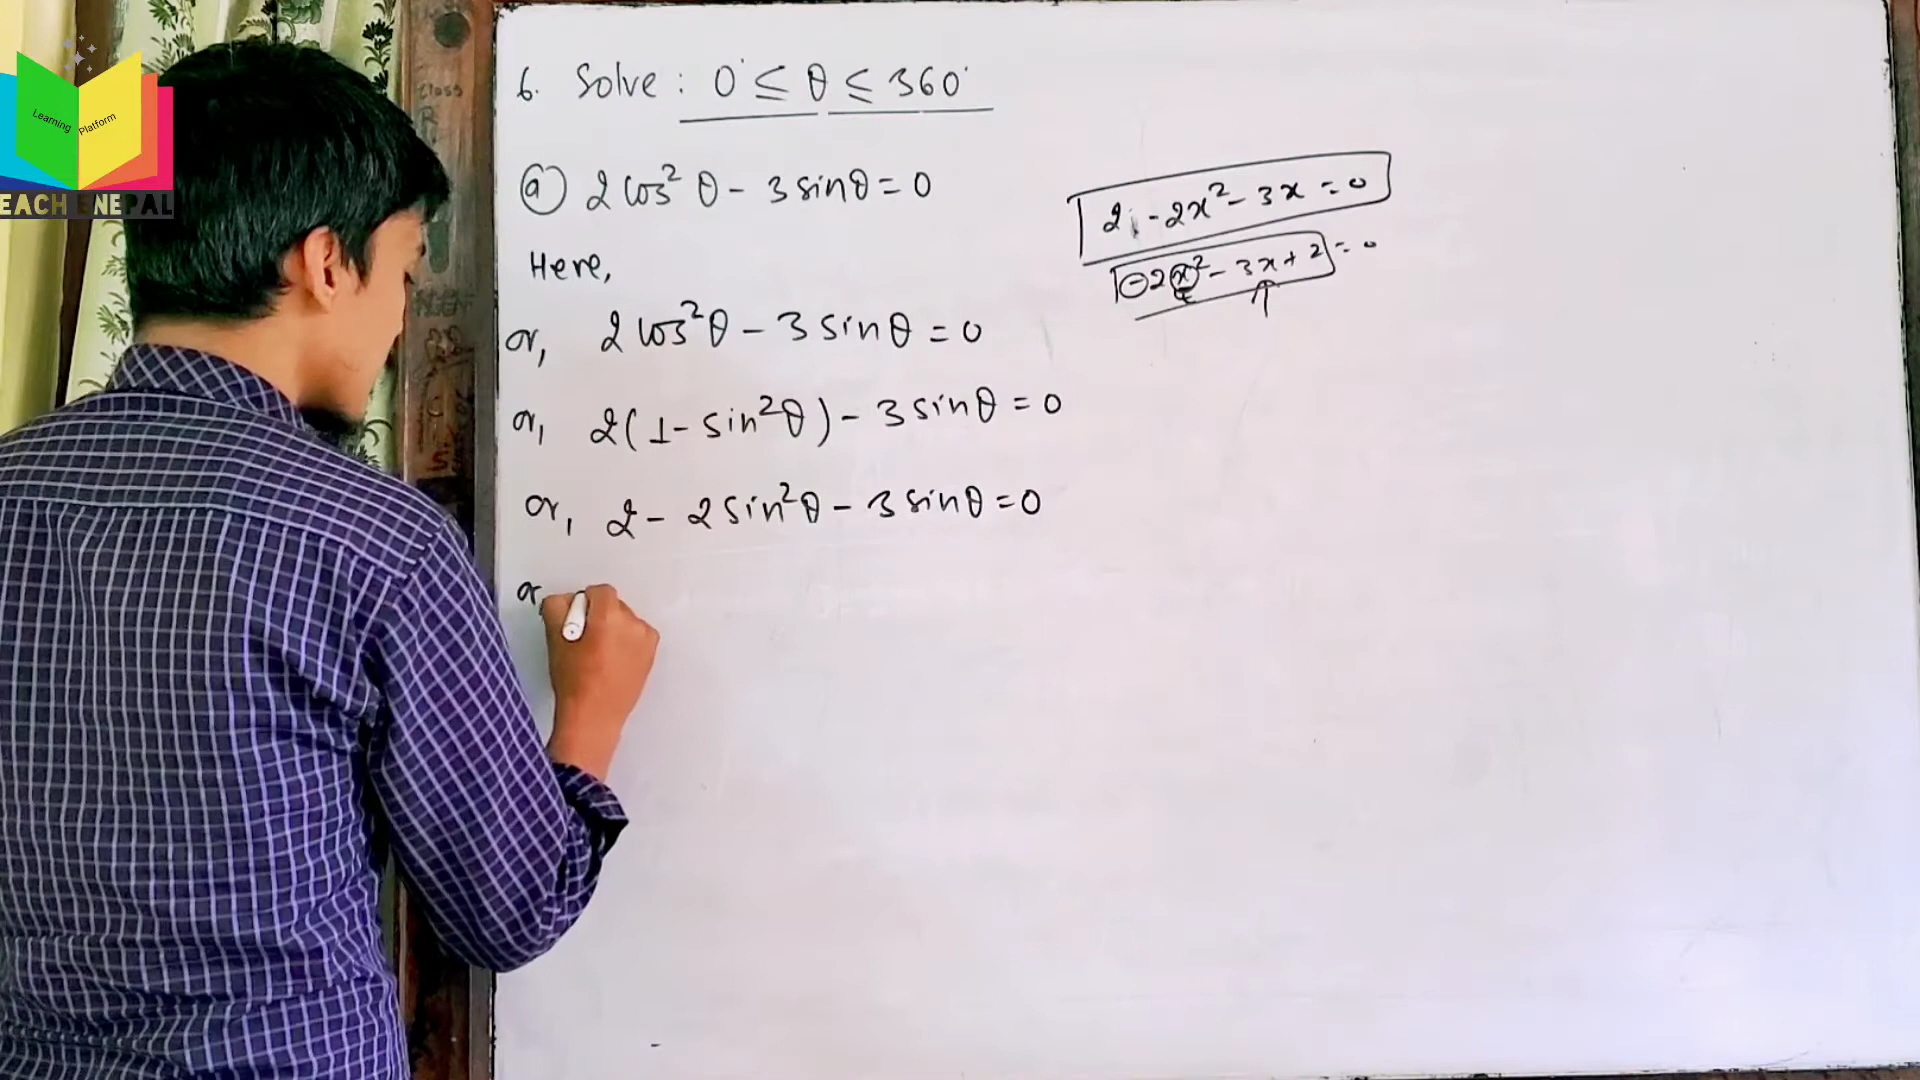 Learning Platform
EACH ENEPAL
6. Solve : 0° ≤ θ ≤ 360°
(a) 2 cos² θ - 3 sinθ = 0
Here,
or, 2 cos²θ - 3 sinθ = 0
or, 2(1 - sin²θ) - 3 sinθ = 0
or, 2 - 2 sin²θ - 3 sinθ = 0
or,
2 - 2x² - 3x = 0
-2x² - 3x + 2 = 0